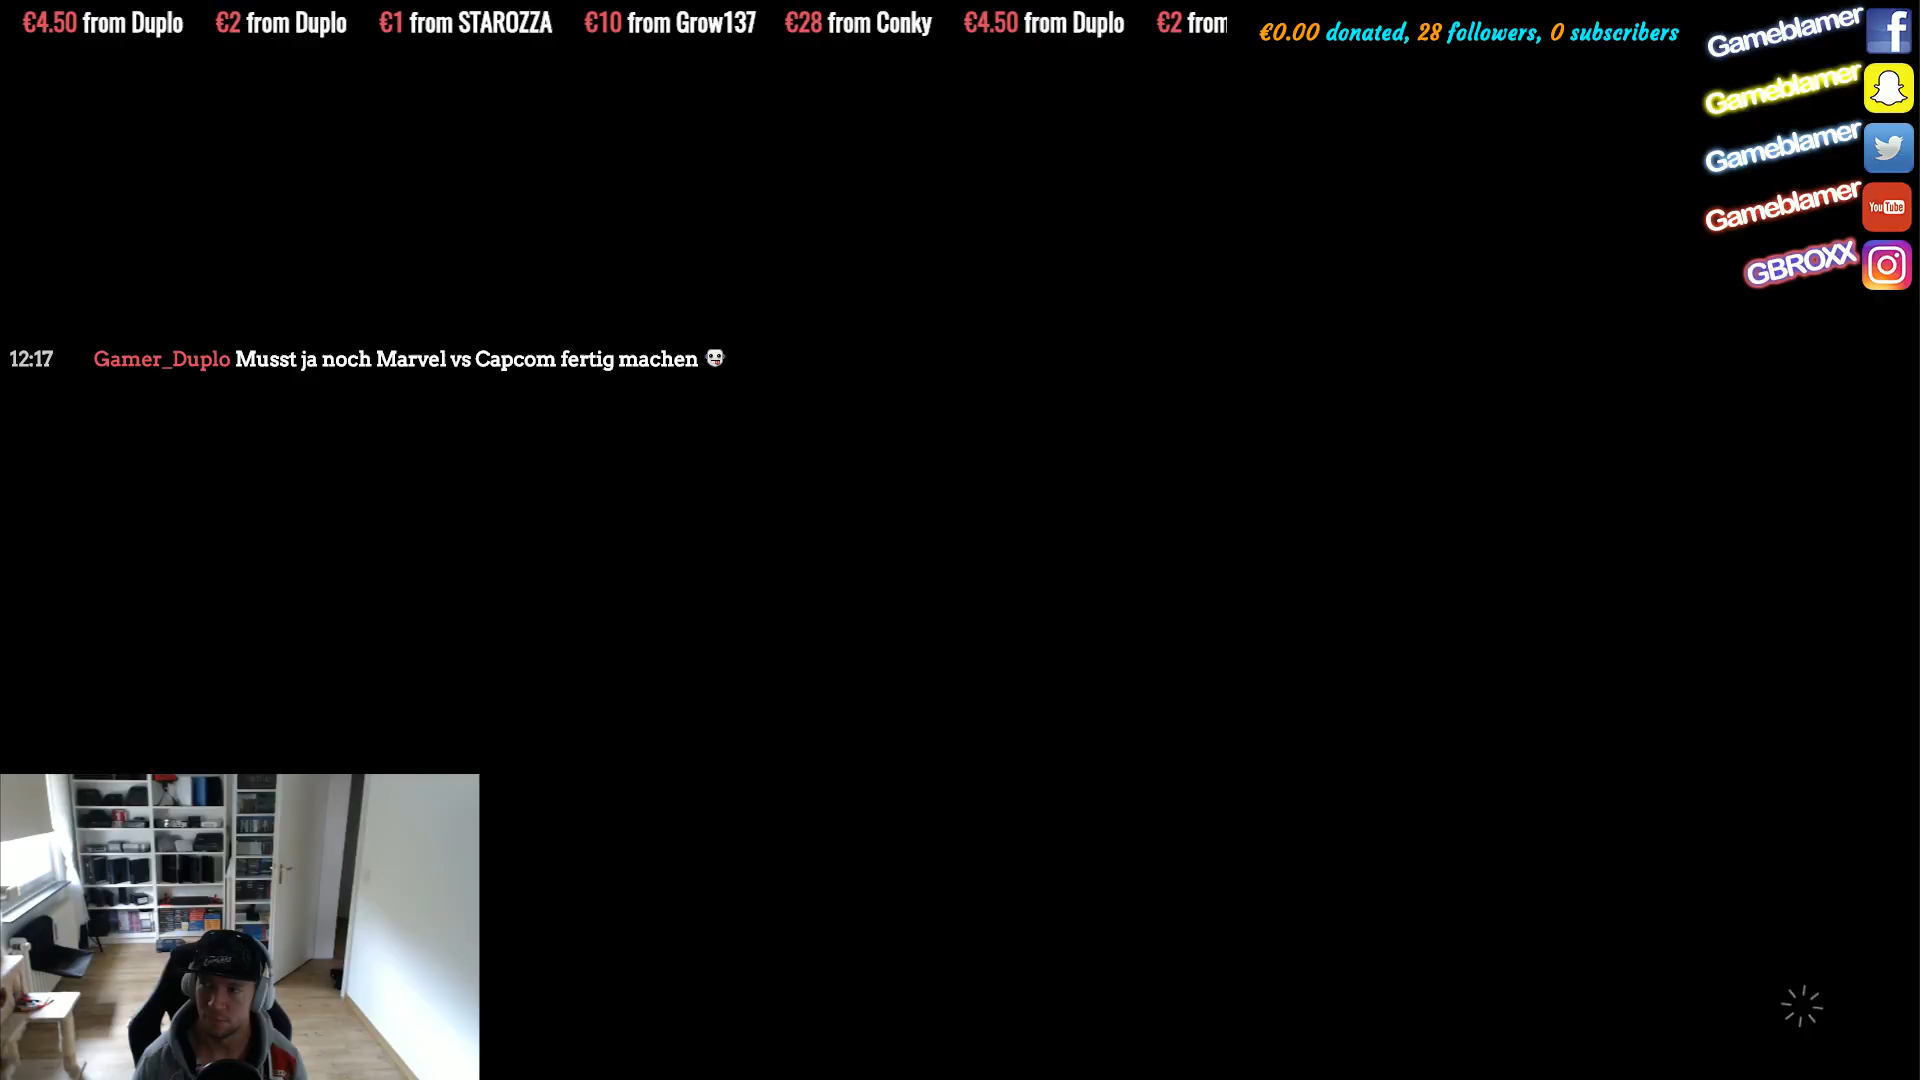 €4.50 from Duplo €2 from Duplo €1 from STAROZZA €10 from Grow137 €28 from Conky €4.50 from Duplo €2 from
€0.00 donated, 28 followers, 0 subscribers
Gameblamer
Gameblamer
Gameblamer
Gameblamer You Tube
GBROXX
12:17 Gamer_Duplo Musst ja noch Marvel vs Capcom fertig machen